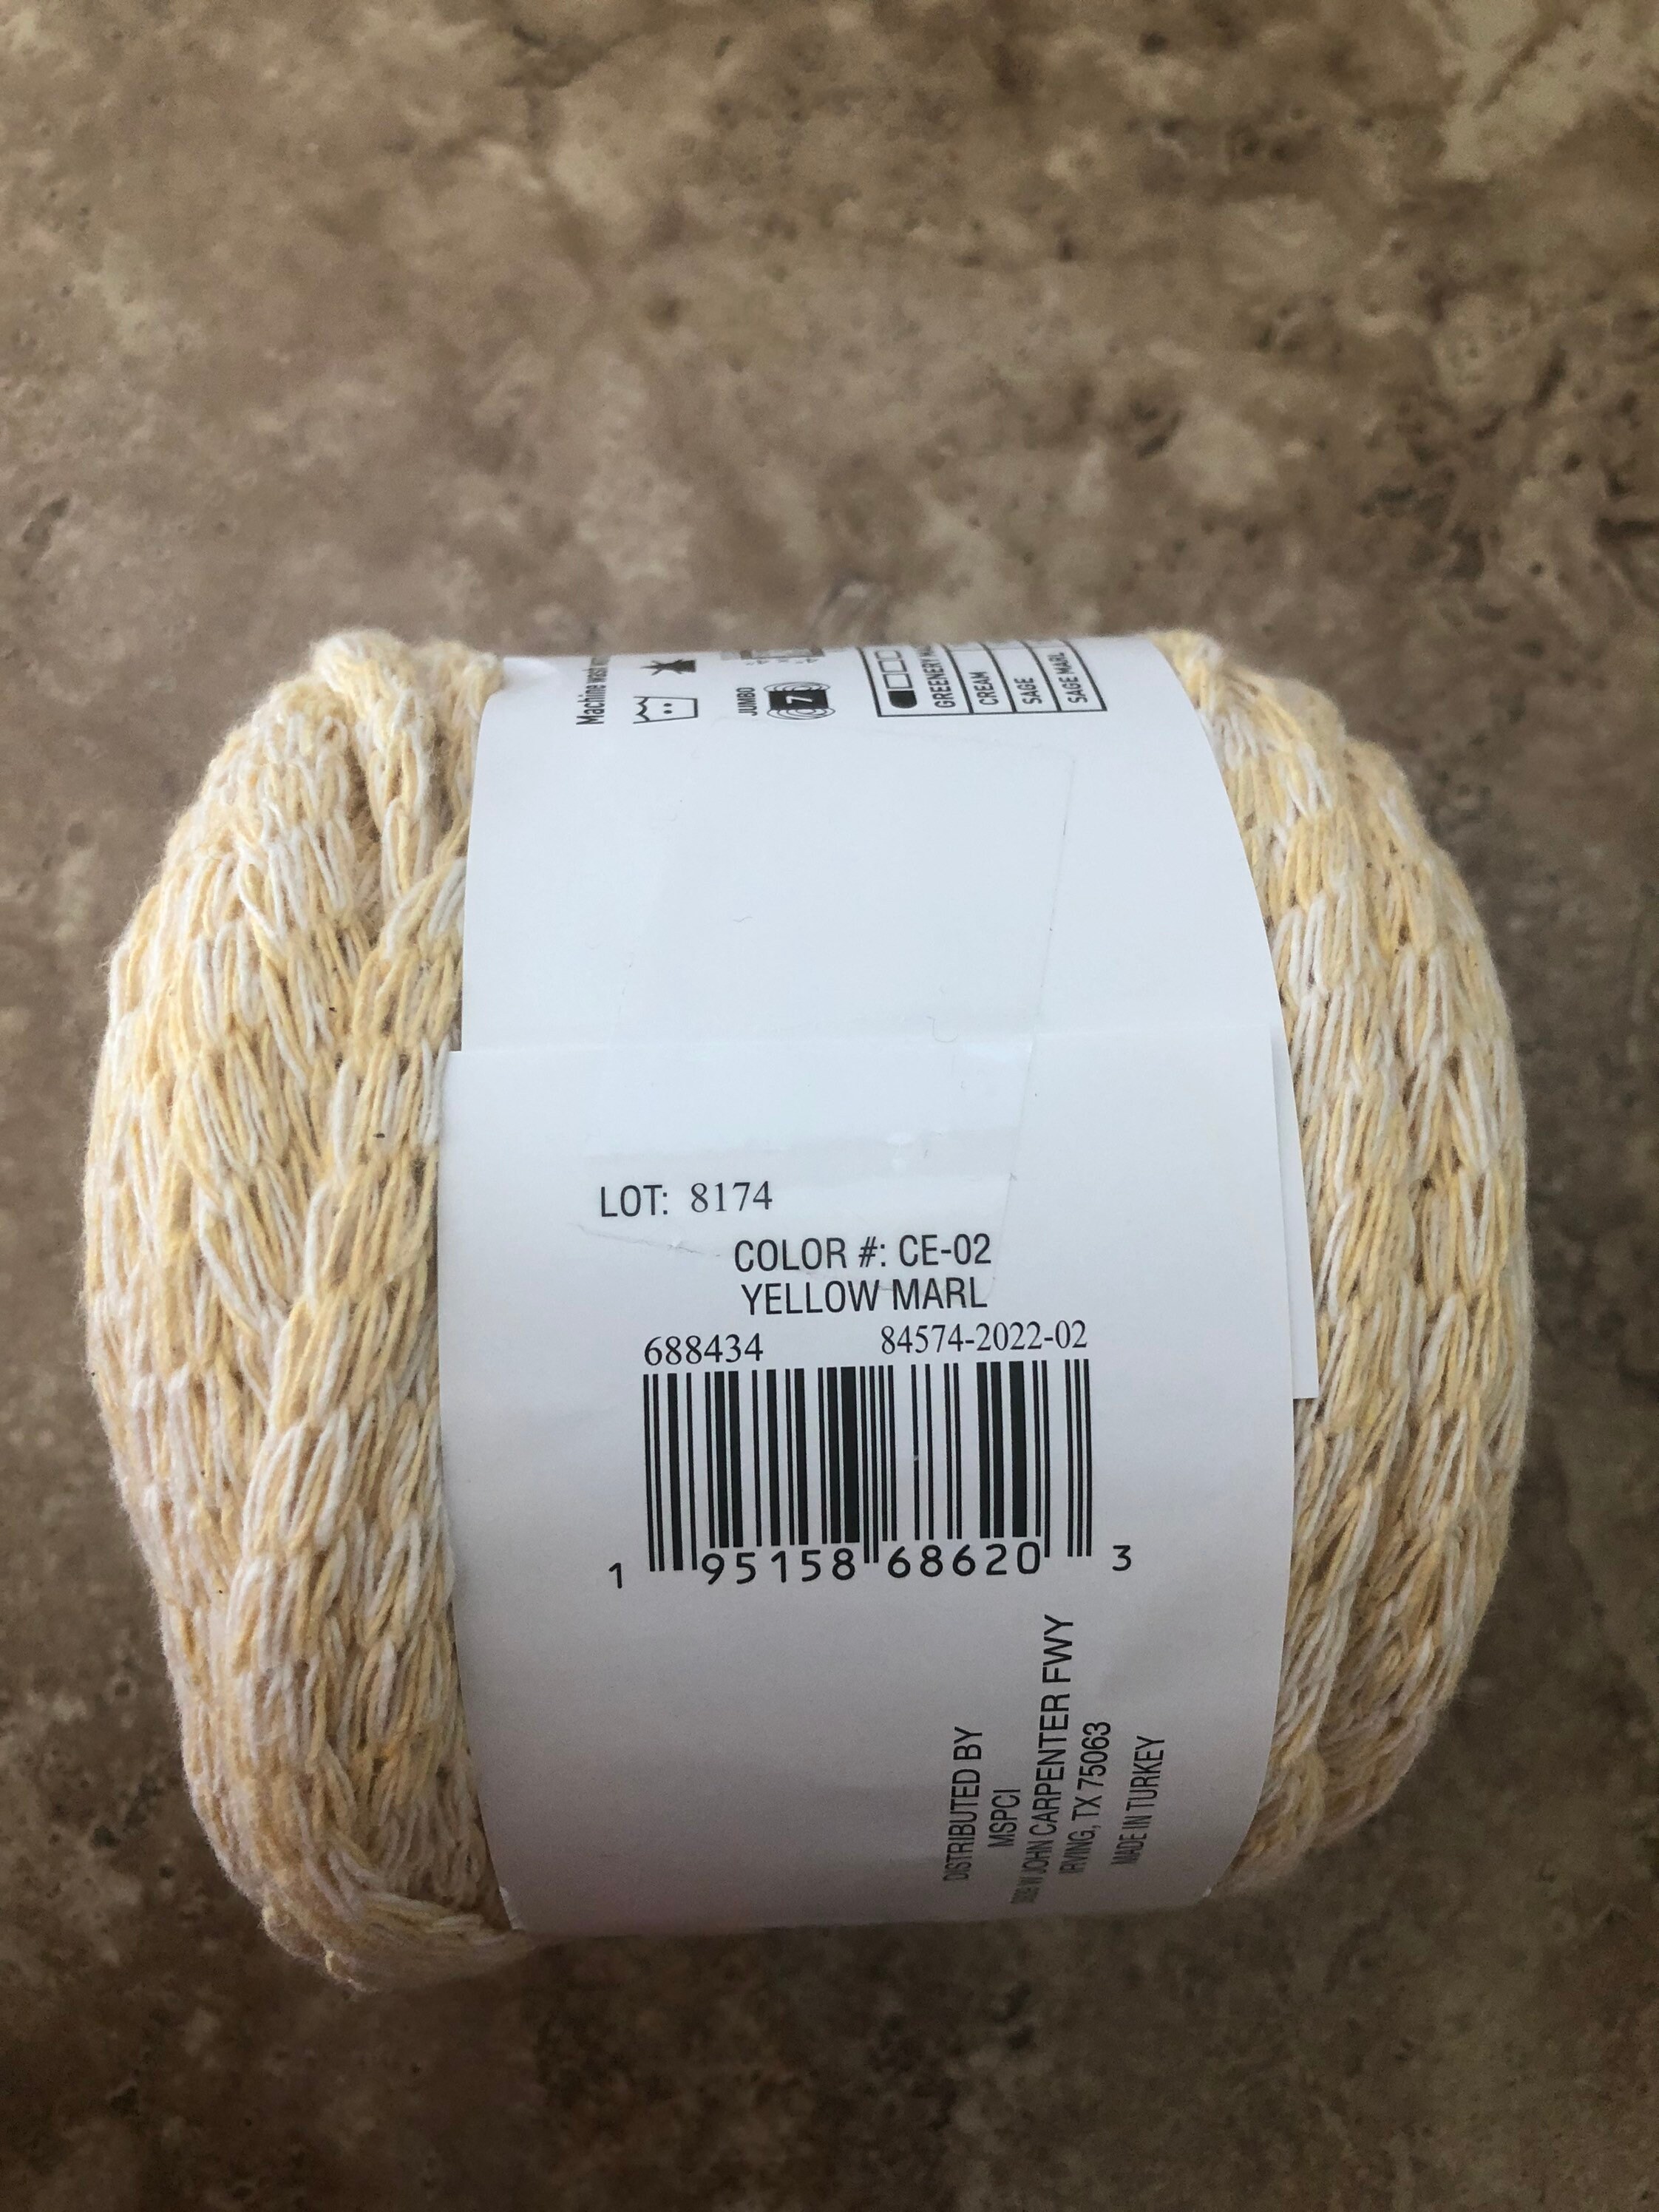 Machine wash
JUMBO
7
GREENERY
CREAM
SAGE
SAGE MARL
LOT: 8174
COLOR #: CE-02
YELLOW MARL
688434 84574-2022-02
1 95158 68620 3
DISTRIBUTED BY
MSPCI
W JOHN CARPENTER FWY
IRVING, TX 75063
MADE IN TURKEY